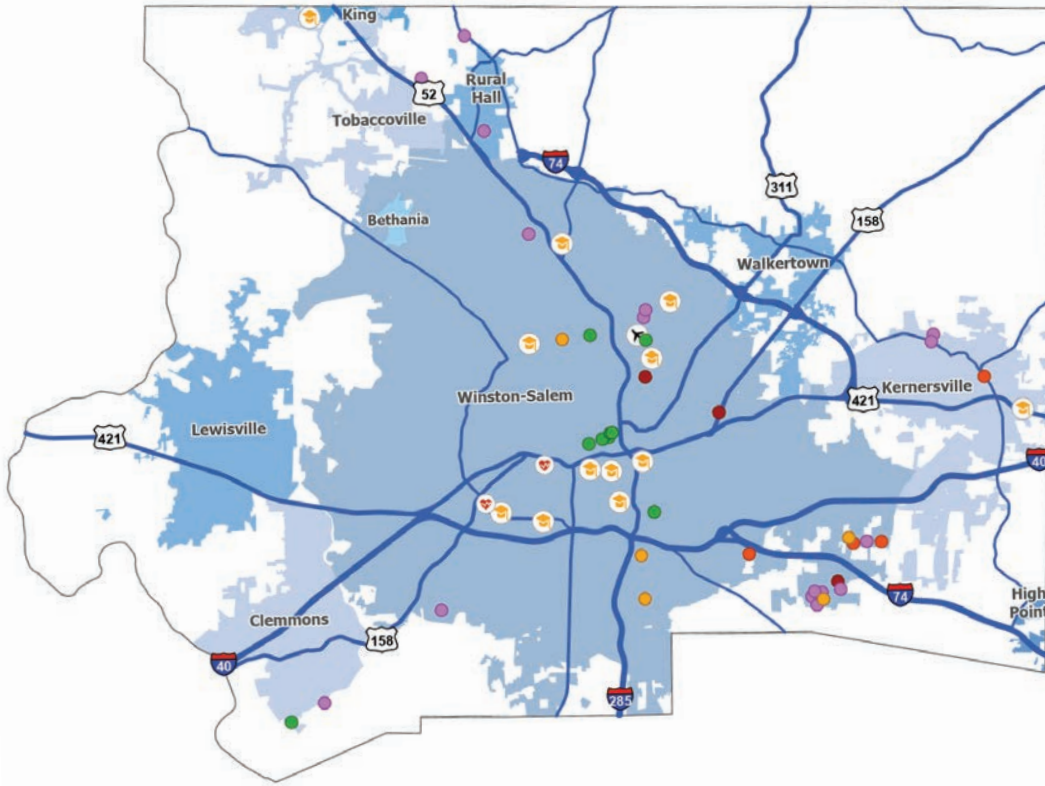 King
52
Rural
Hall
Tobaccoville
74
311
158
Bethania
Walkertown
Kernersville
421
Winston-Salem
Lewisville
421
40
Clemmons
158
40
74
High
Point
285